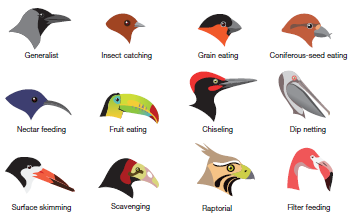 Generalist
Insect catching
Grain eating
Coniferous-seed eating
Nectar feeding
Fruit eating
Chiseling
Dip netting
Surface skimming
Scavenging
Raptorial
Filter feeding